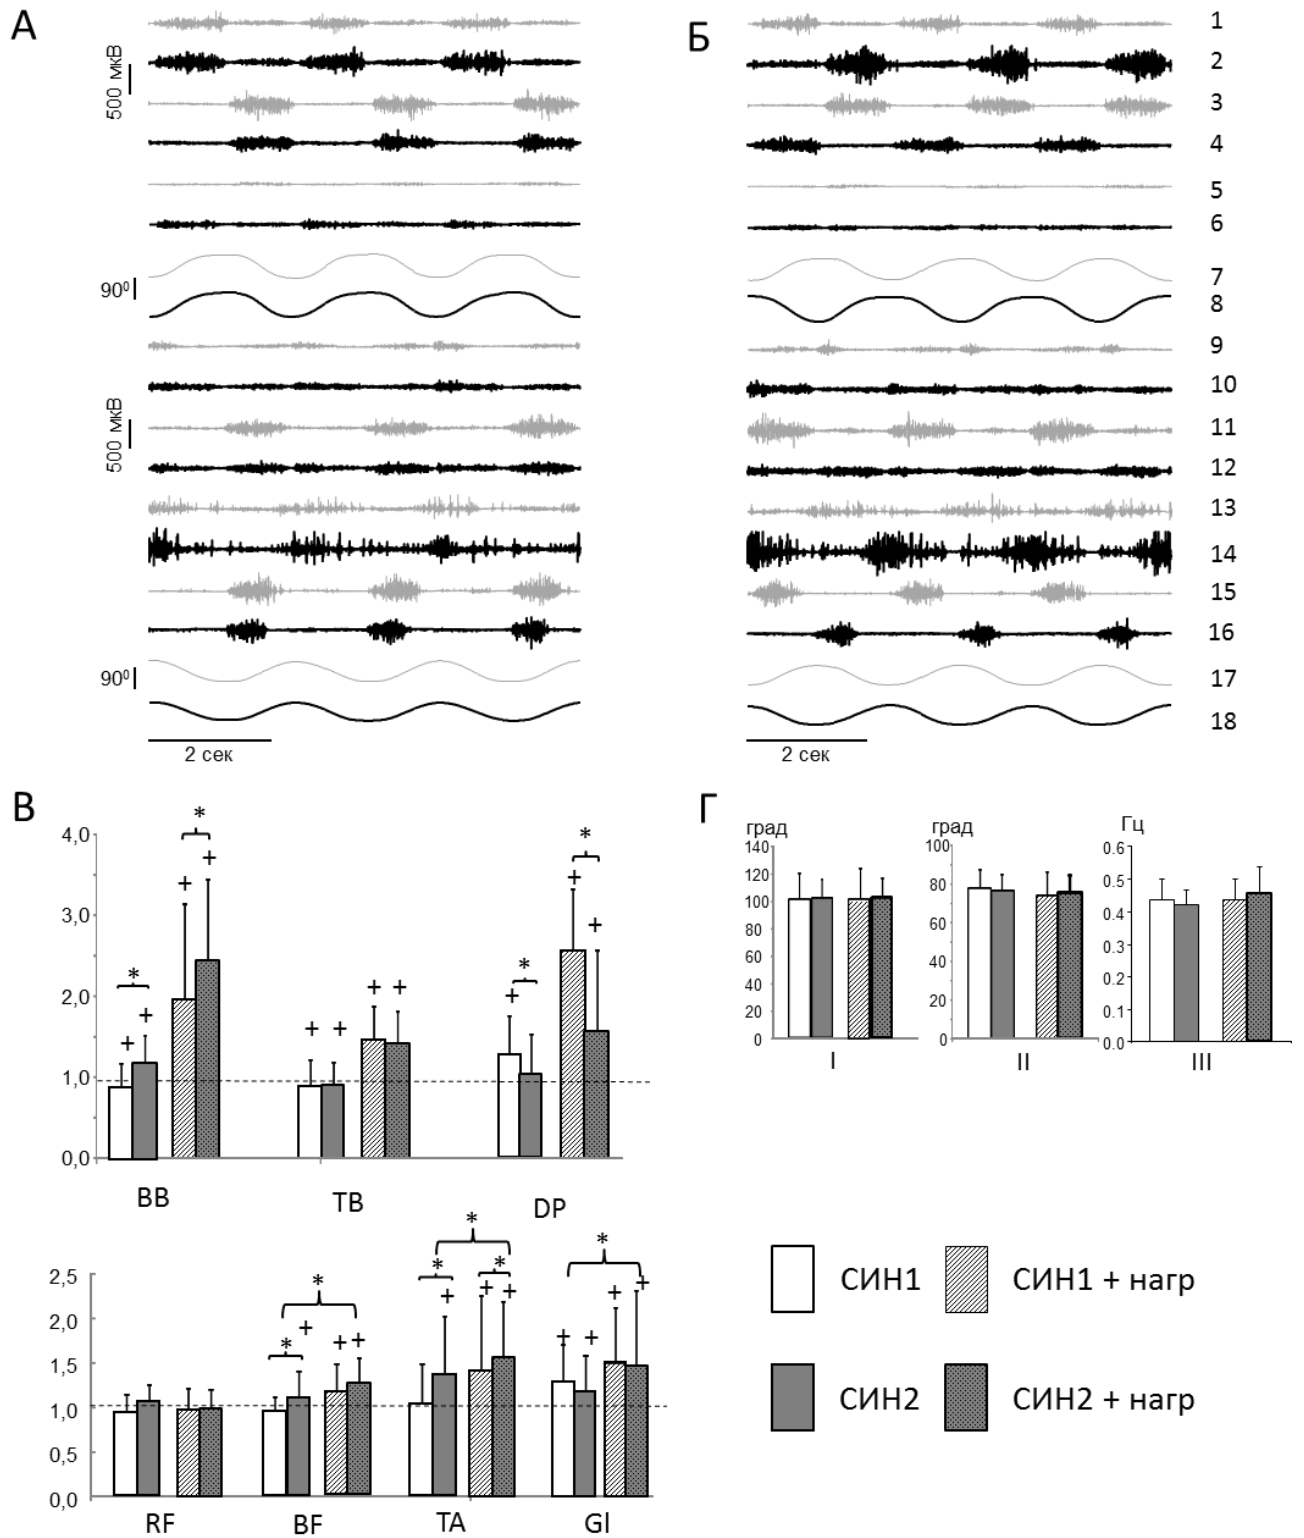 А
Б
500 мкВ
90⁰
500 мкВ
90⁰
2 сек
2 сек
1
2
3
4
5
6
7
8
9
10
11
12
13
14
15
16
17
18
В
4,0
3,0
2,0
1,0
0,0
* + + * + +
+ + + +
+ * + * +
BB
TB
DP
2,5
2,0
1,5
1,0
0,5
0,0
* + * + +
* + * + * +
+ + * + +
RF
BF
TA
Gl
Г
град
140
120
100
80
60
40
20
0
I
град
100
80
60
40
20
0
II
Гц
0.6
0.5
0.4
0.3
0.2
0.1
0.0
III
СИН1
СИН1 + нагр
СИН2
СИН2 + нагр